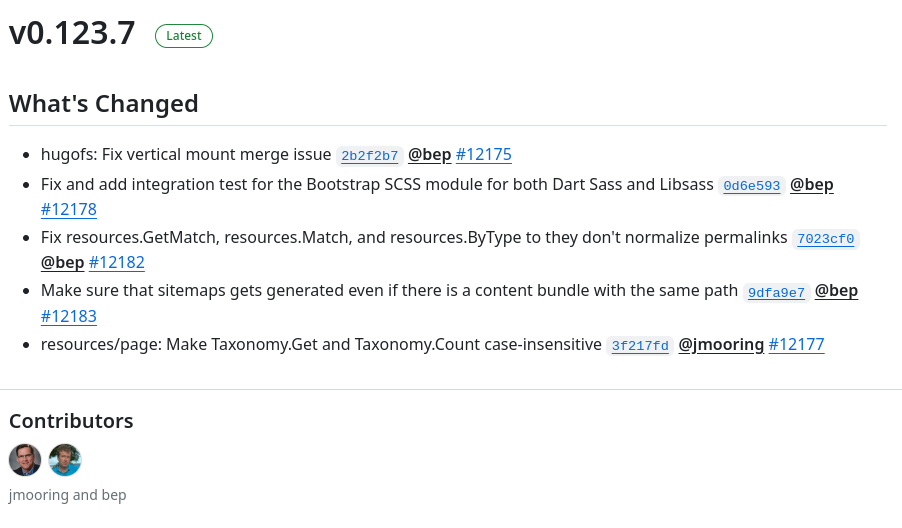 v0.123.7 Latest
What's Changed
hugofs: Fix vertical mount merge issue 2b2f2b7 @bep #12175
Fix and add integration test for the Bootstrap SCSS module for both Dart Sass and Libsass 0d6e593 @bep
#12178
Fix resources.GetMatch, resources.Match, and resources.ByType to they don't normalize permalinks 7023cf0
@bep #12182
Make sure that sitemaps gets generated even if there is a content bundle with the same path 9dfa9e7 @bep
#12183
resources/page: Make Taxonomy.Get and Taxonomy.Count case-insensitive 3f217fd @jmooring #12177
Contributors
jmooring and bep